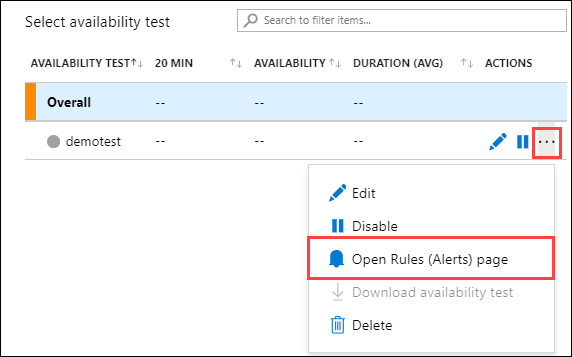 Select availability test
Search to filter items...
AVAILABILITY TEST 20 MIN AVAILABILITY DURATION (AVG) ACTIONS
Overall -- -- --
demotest -- -- -- ...
Edit
Disable
Open Rules (Alerts) page
Download availability test
Delete